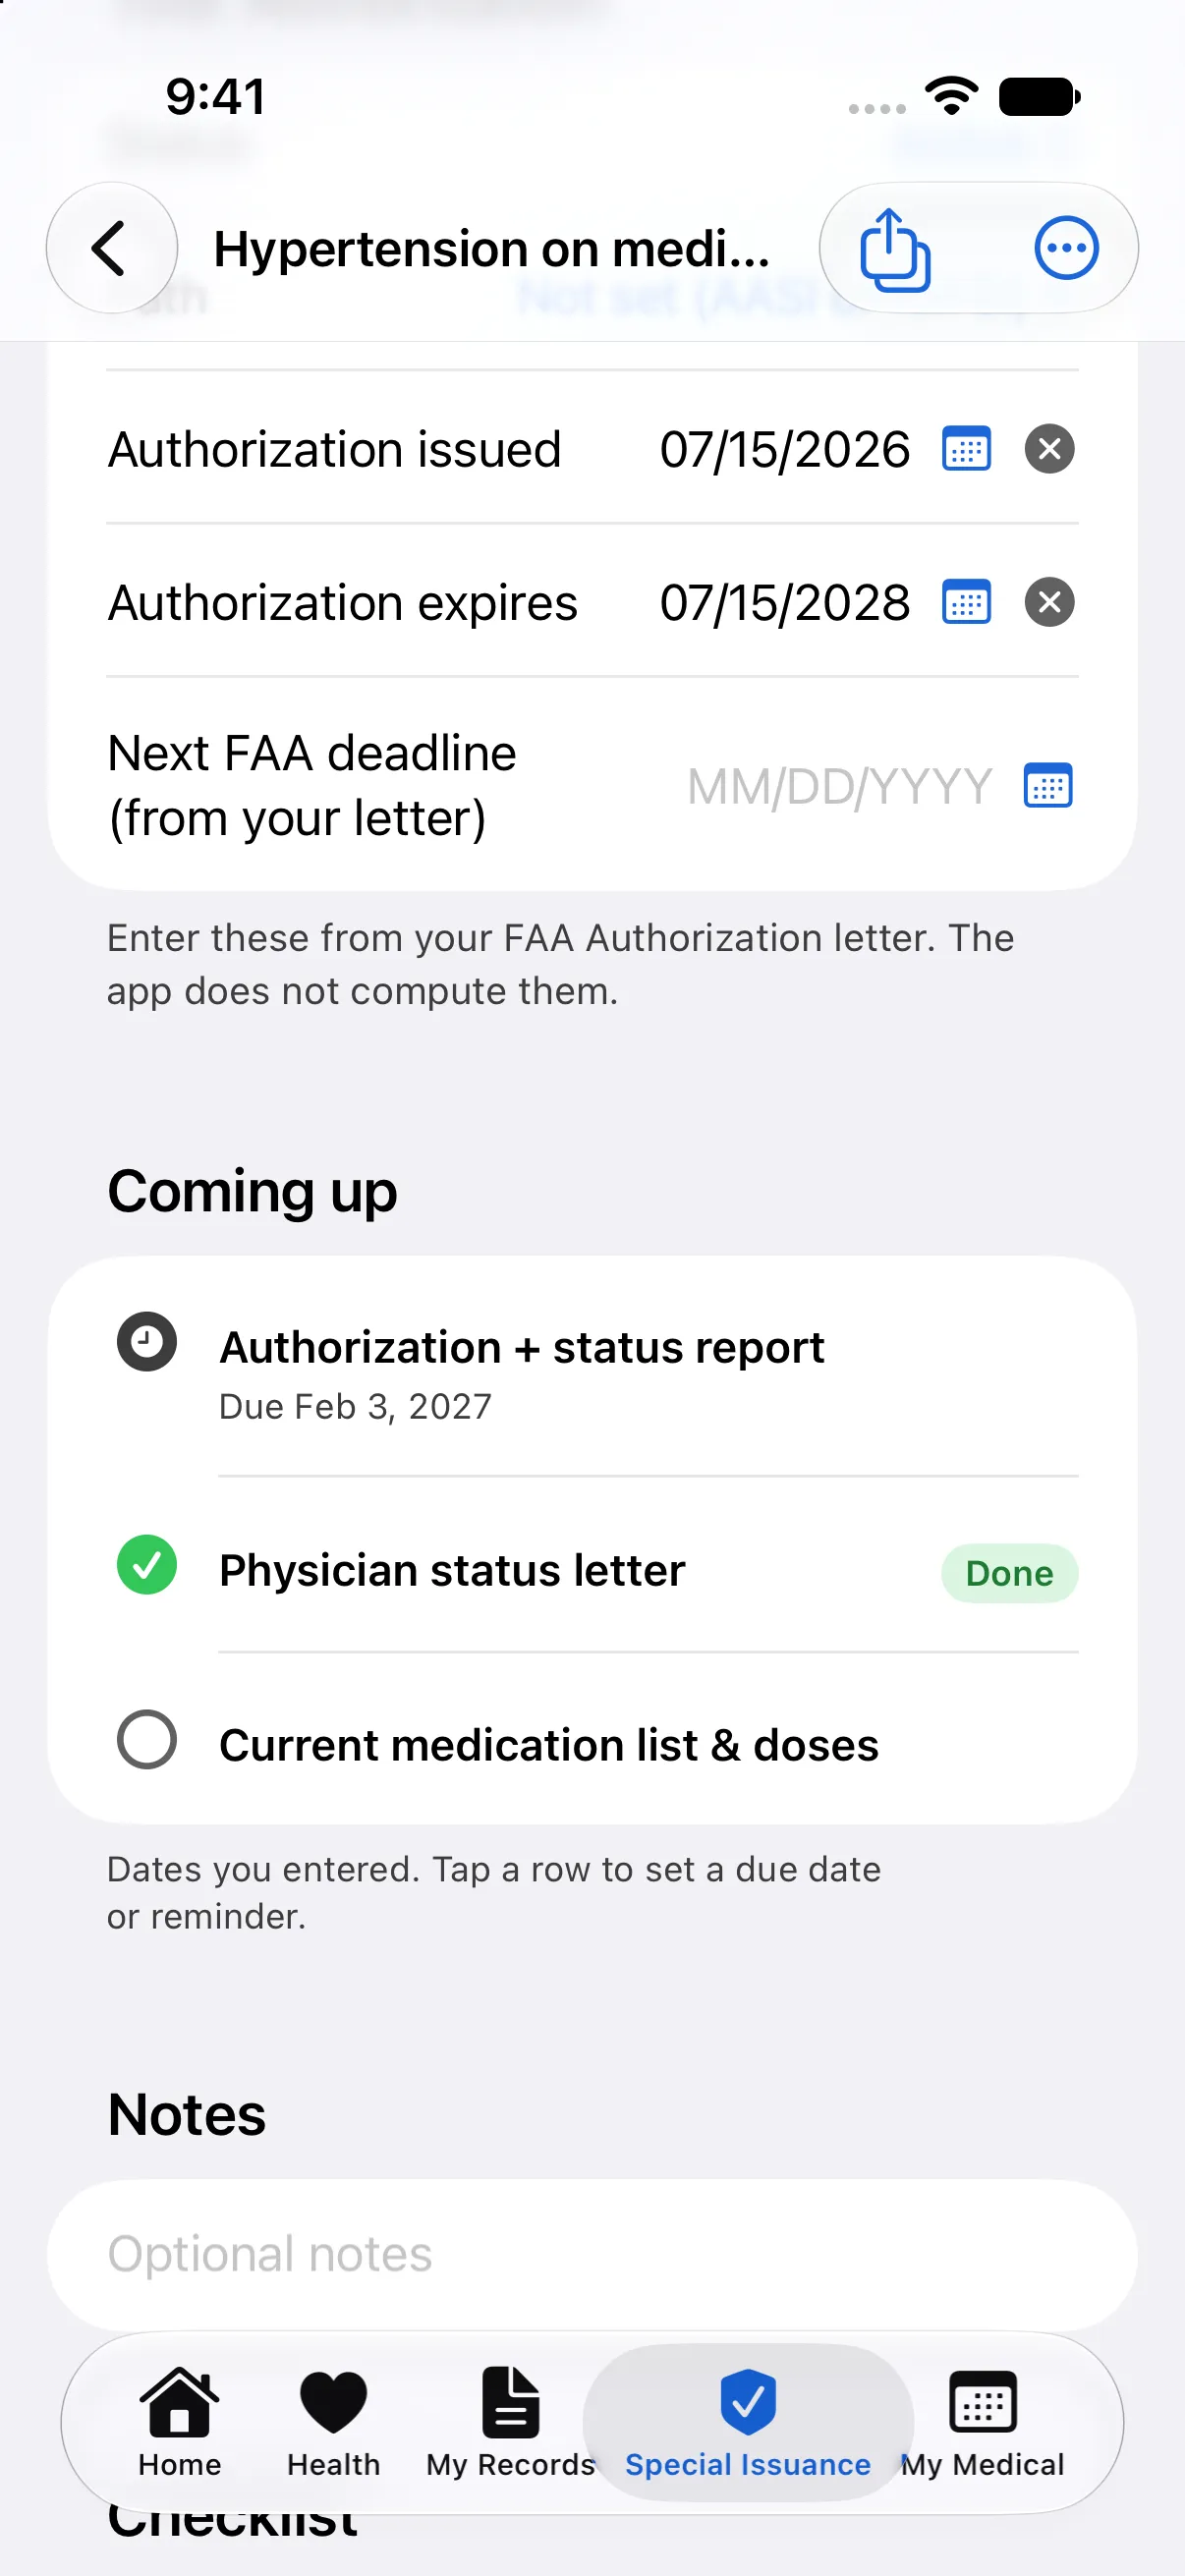 9:41
Hypertension on medi...
Not set (AASI
Authorization issued 07/15/2026
Authorization expires 07/15/2028
Next FAA deadline
(from your letter) MM/DD/YYYY
Enter these from your FAA Authorization letter. The
app does not compute them.
Coming up
Authorization + status report
Due Feb 3, 2027
Physician status letter Done
Current medication list & doses
Dates you entered. Tap a row to set a due date
or reminder.
Notes
Optional notes
Home Health My Records Special Issuance My Medical
Checklist